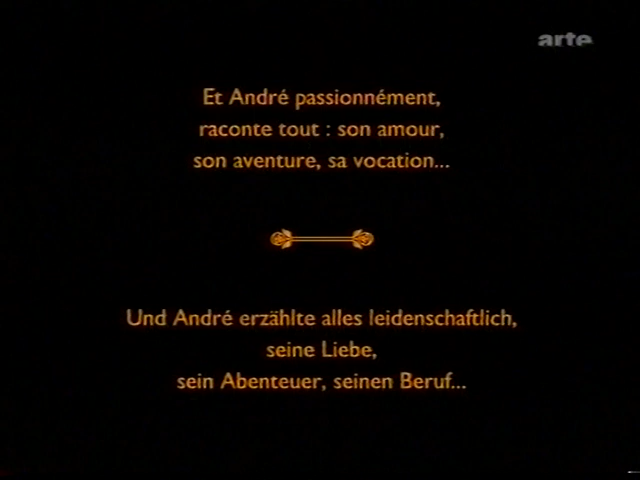 arte
Et André passionnément,
raconte tout : son amour,
son aventure, sa vocation...
Und André erzählte alles leidenschaftlich,
seine Liebe,
sein Abenteuer, seinen Beruf...